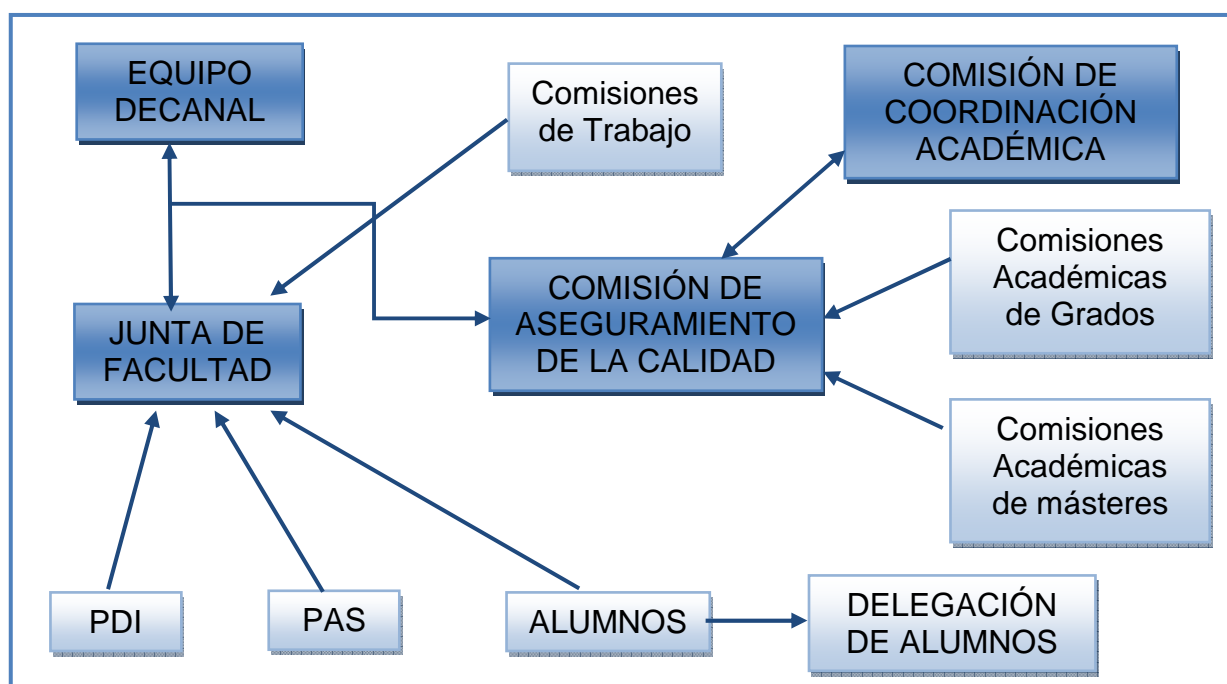 EQUIPO
DECANAL
Comisiones
de Trabajo
COMISIÓN DE
COORDINACIÓN
ACADÉMICA
JUNTA DE
FACULTAD
COMISIÓN DE
ASEGURAMIENTO
DE LA CALIDAD
Comisiones
Académicas
de Grados
Comisiones
Académicas
de másteres
PDI
PAS
ALUMNOS
DELEGACIÓN
DE ALUMNOS